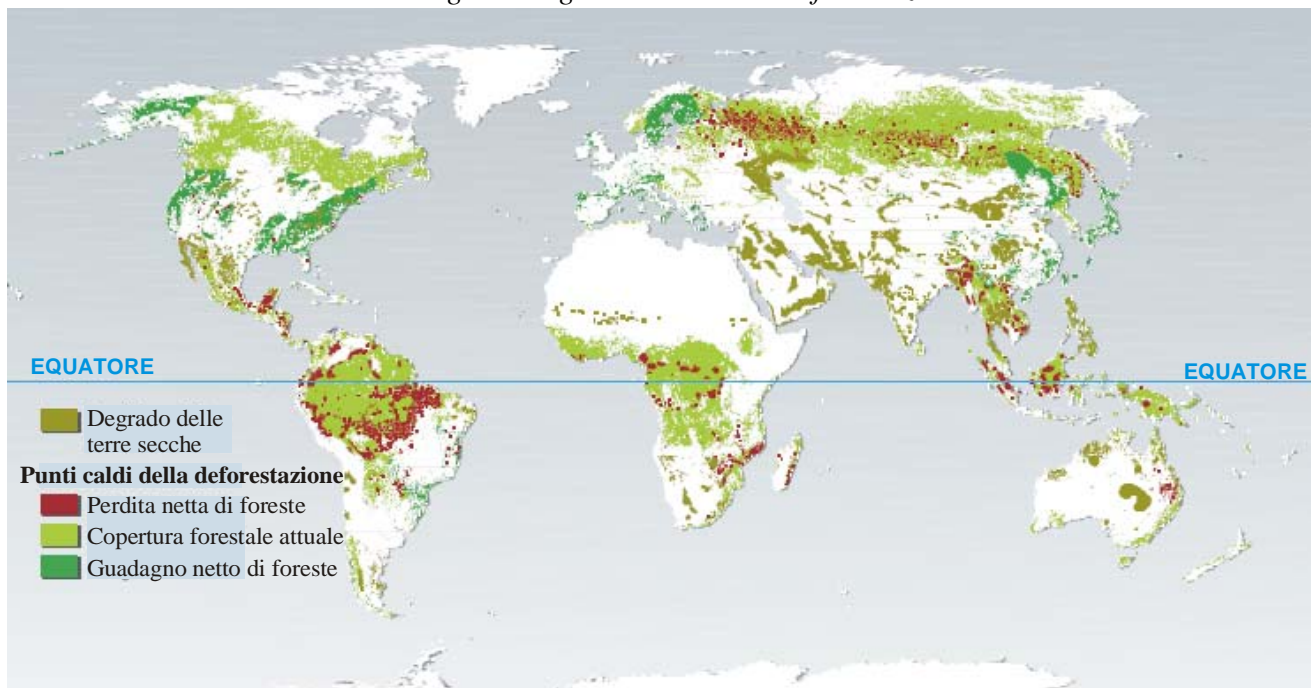 EQUATORE
EQUATORE
Degrado delle
terre secche
Punti caldi della deforestazione
Perdita netta di foreste
Copertura forestale attuale
Guadagno netto di foreste